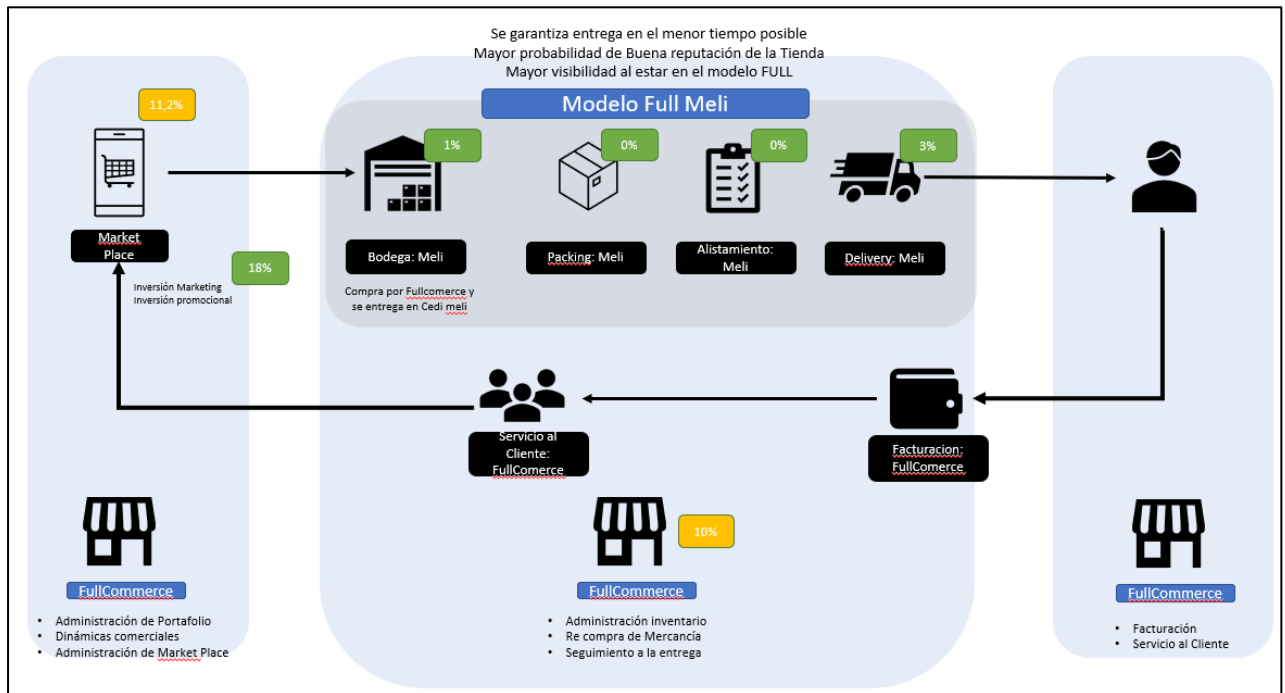 Se garantiza entrega en el menor tiempo posible
Mayor probabilidad de Buena reputación de la Tienda
Mayor visibilidad al estar en el modelo FULL
Modelo Full Meli
11,2%
1%
0%
0%
3%
Market
Place
Bodega: Meli
Packing: Meli
Alistamiento:
Meli
Delivery: Meli
18%
Inversión Marketing
Inversión promocional
Compra por Fullcomerce y
se entrega en Cedi meli
Servicio al
Cliente:
FullComerce
Facturacion:
FullComerce
10%
FullCommerce
• Administración de Portafolio
• Dinámicas comerciales
• Administración de Market Place
FullCommerce
• Administración inventario
• Re compra de Mercancía
• Seguimiento a la entrega
FullCommerce
• Facturación
• Servicio al Cliente